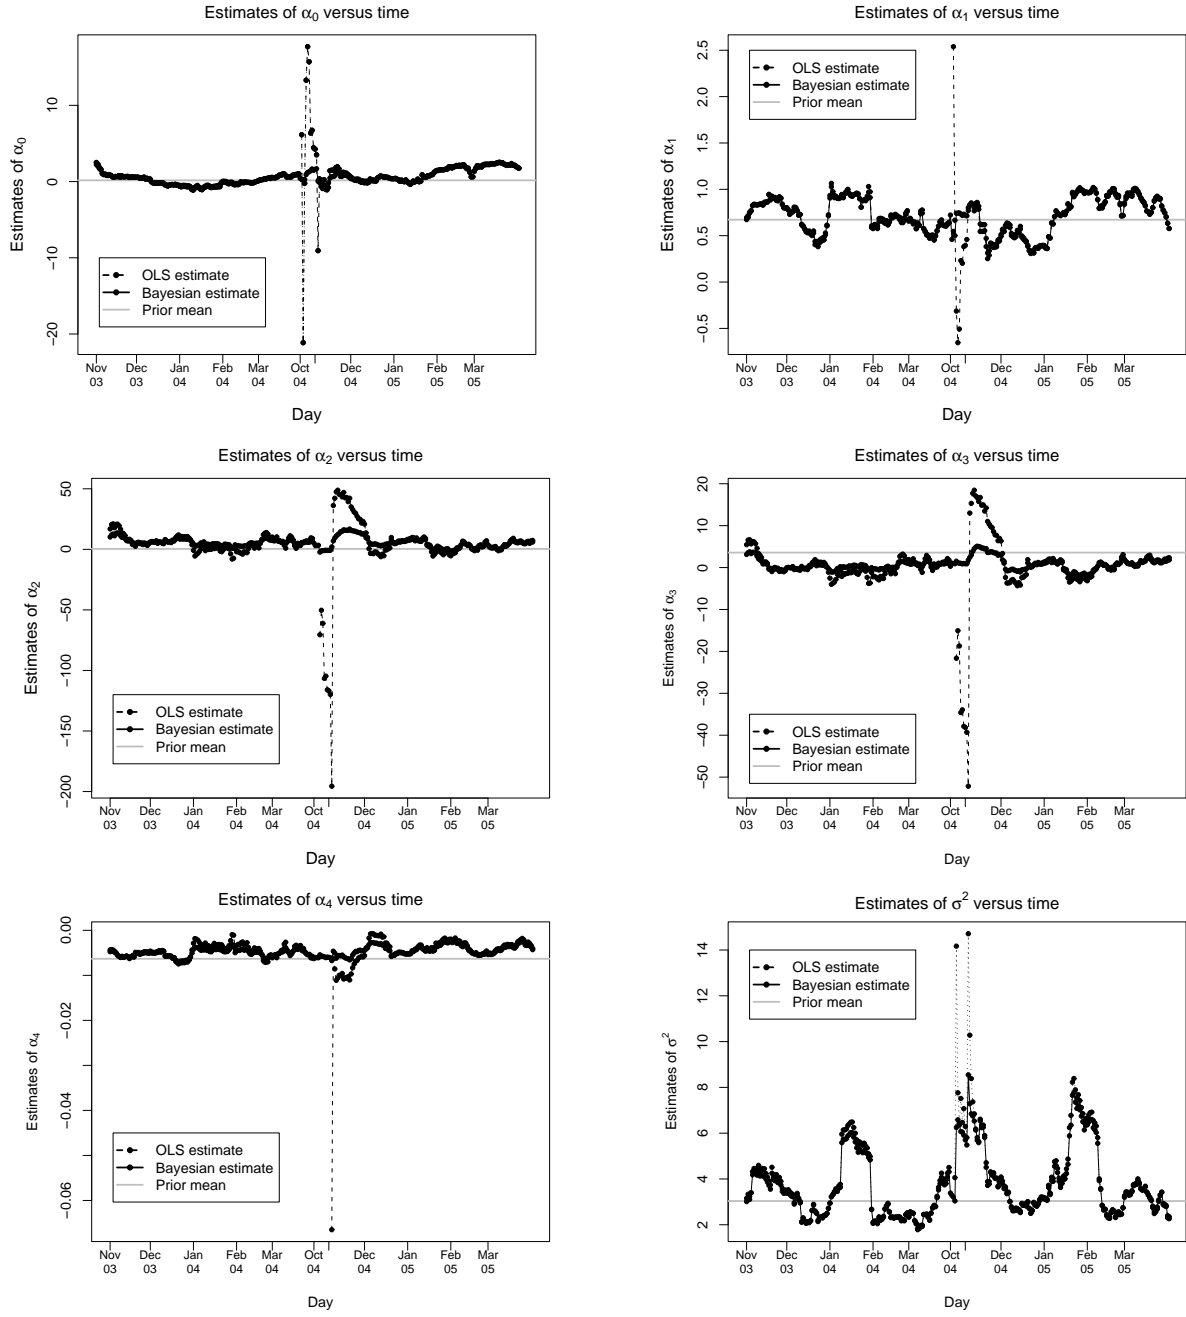 Estimates of α0 versus time
Estimates of α0
10
0
−10
−20
OLS estimate
Bayesian estimate
Prior mean
Nov Dec Jan Feb Mar Oct Dec Jan Feb Mar
03 03 04 04 04 04 04 05 05 05
Day
Estimates of α1 versus time
Estimates of α1
2.5
2.0
1.5
1.0
0.5
0.0
−0.5
OLS estimate
Bayesian estimate
Prior mean
Nov Dec Jan Feb Mar Oct Dec Jan Feb Mar
03 03 04 04 04 04 04 05 05 05
Day
Estimates of α2 versus time
Estimates of α2
50
0
−50
−100
−150
−200
OLS estimate
Bayesian estimate
Prior mean
Nov Dec Jan Feb Mar Oct Dec Jan Feb Mar
03 03 04 04 04 04 04 05 05 05
Day
Estimates of α3 versus time
Estimates of α3
20
10
0
−10
−20
−30
−40
−50
OLS estimate
Bayesian estimate
Prior mean
Nov Dec Jan Feb Mar Oct Dec Jan Feb Mar
03 03 04 04 04 04 04 05 05 05
Day
Estimates of α4 versus time
Estimates of α4
0.00
−0.02
−0.04
−0.06
OLS estimate
Bayesian estimate
Prior mean
Nov Dec Jan Feb Mar Oct Dec Jan Feb Mar
03 03 04 04 04 04 04 05 05 05
Day
Estimates of σ2 versus time
Estimates of σ2
14
12
10
8
6
4
2
OLS estimate
Bayesian estimate
Prior mean
Nov Dec Jan Feb Mar Oct Dec Jan Feb Mar
03 03 04 04 04 04 04 05 05 05
Day